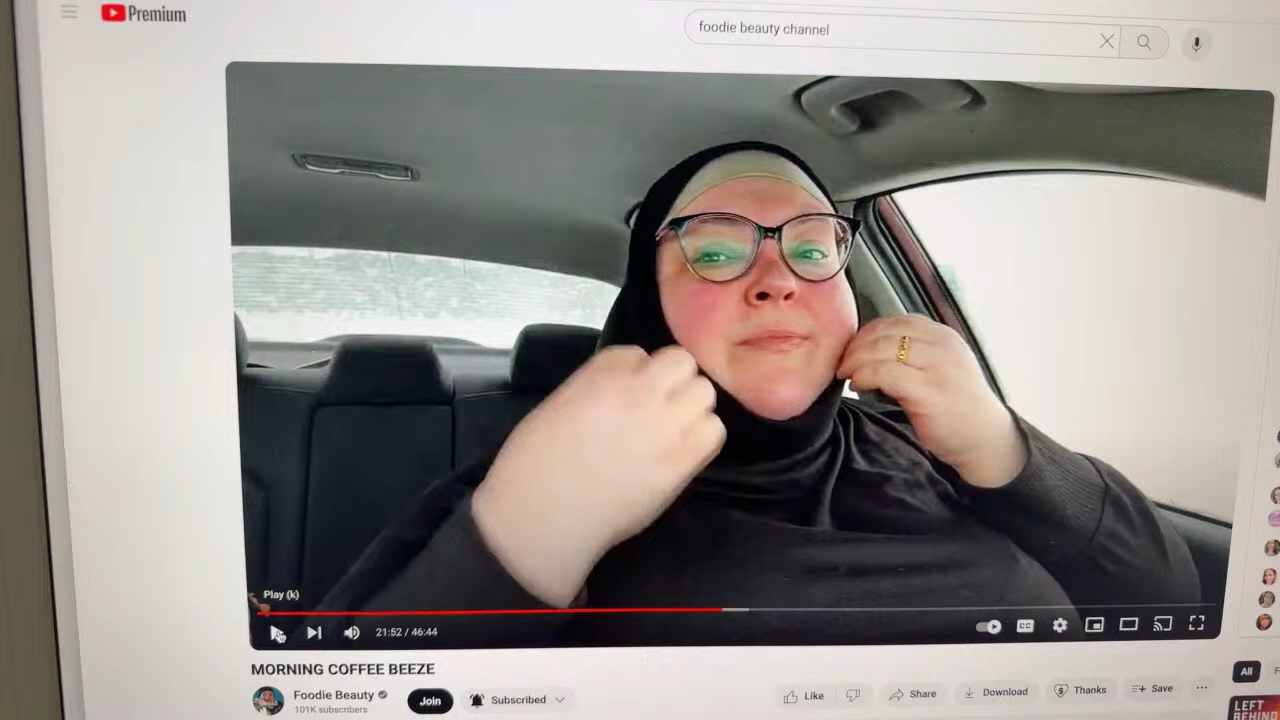 Premium
foodie beauty channel
Play (k)
21:52 / 46:44
CC
MORNING COFFEE BEEZE
Foodie Beauty
101K subscribers
Join
Subscribed
Like
Share
Download
Thanks
Save
All
LEFT
BEHIND